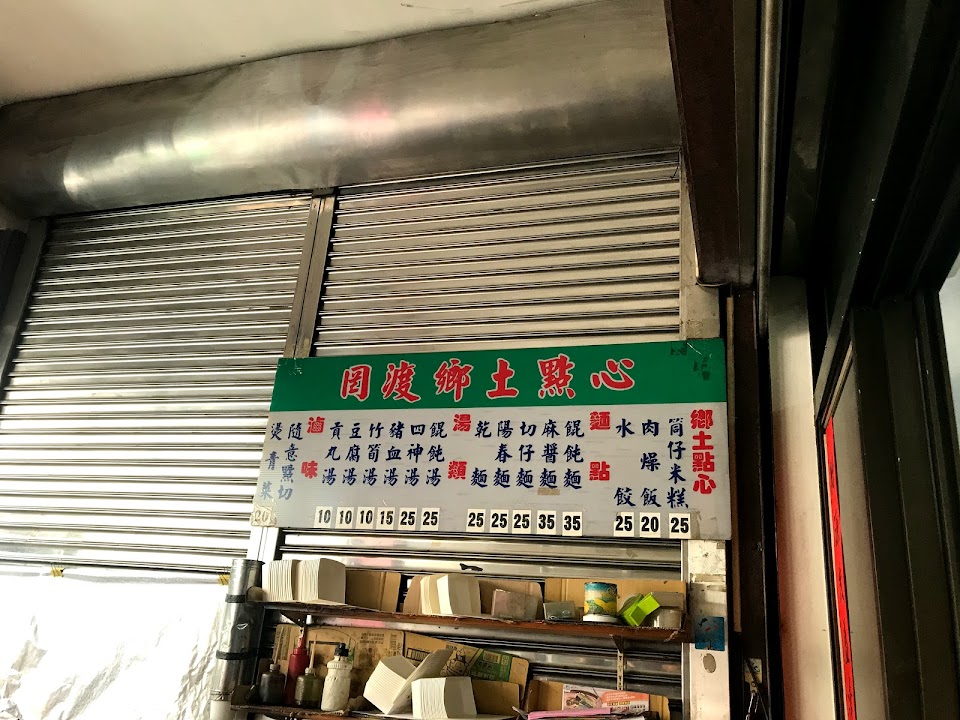 罔渡鄉土點心
鄉土點心
筒仔米糕 25
肉燥飯 20
水餃 25
麵點
餛飩麵 35
麻醬麵 35
切仔麵 25
陽春麵 25
乾麵 25
湯類
餛飩湯 25
四神湯 25
豬血湯 15
竹筍湯 10
豆腐湯 10
貢丸湯 10
滷味
隨意點切
燙青菜 20